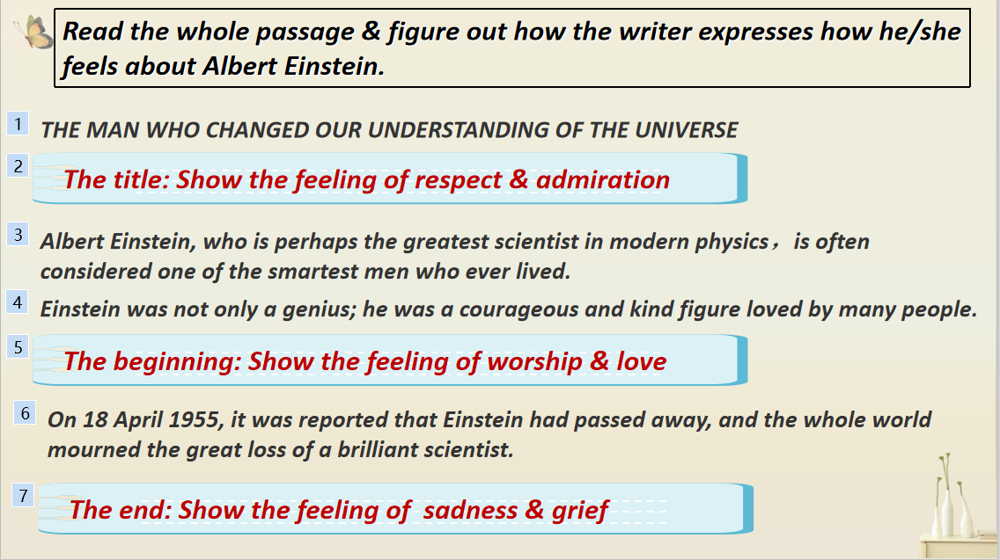 Read the whole passage & figure out how the writer expresses how he/she
feels about Albert Einstein.
1 THE MAN WHO CHANGED OUR UNDERSTANDING OF THE UNIVERSE
2 The title: Show the feeling of respect & admiration
3 Albert Einstein, who is perhaps the greatest scientist in modern physics，is often
considered one of the smartest men who ever lived.
4 Einstein was not only a genius; he was a courageous and kind figure loved by many people.
5 The beginning: Show the feeling of worship & love
6 On 18 April 1955, it was reported that Einstein had passed away, and the whole world
mourned the great loss of a brilliant scientist.
7 The end: Show the feeling of sadness & grief